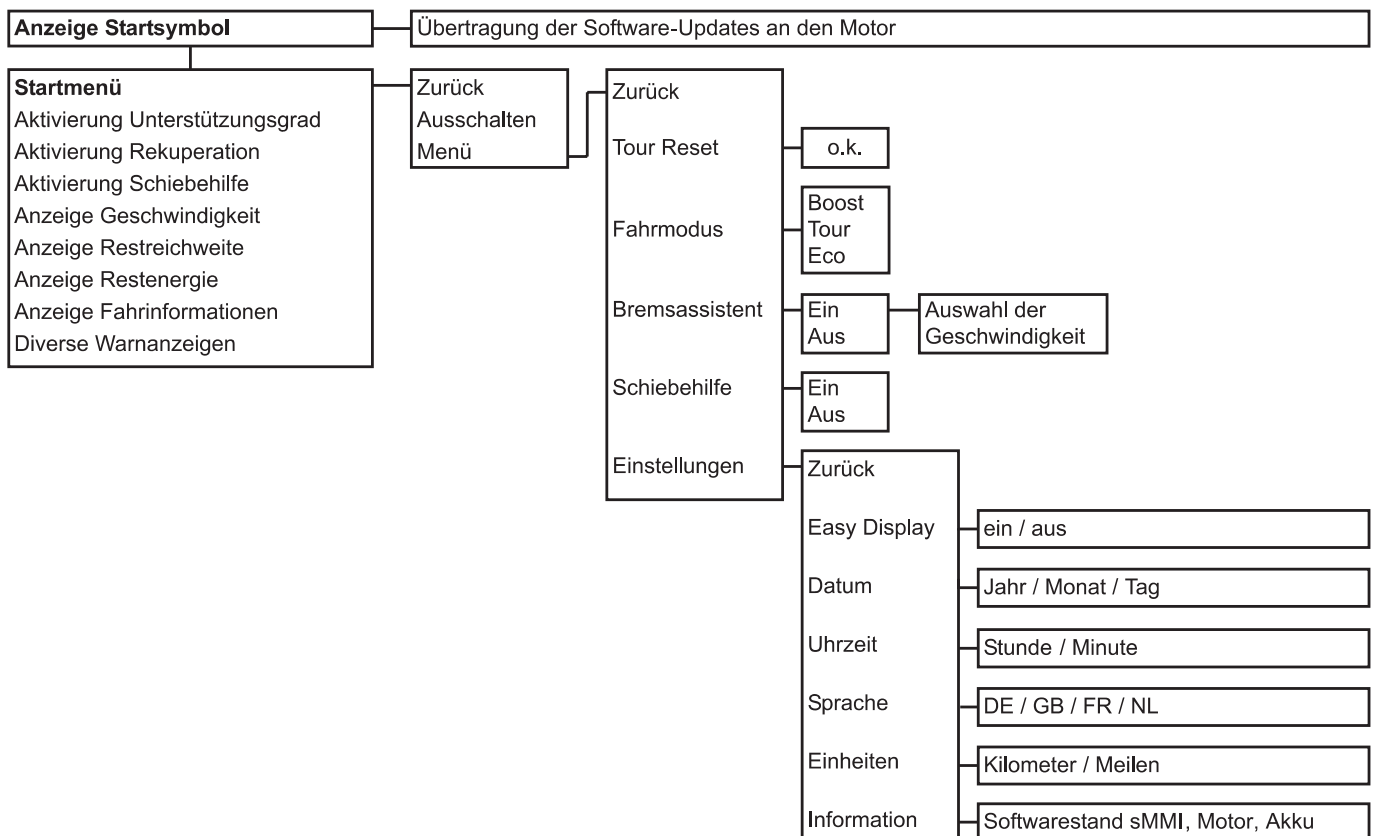 Anzeige Startsymbol
Übertragung der Software-Updates an den Motor
Startmenü
Aktivierung Unterstützungsgrad
Aktivierung Rekuperation
Aktivierung Schiebehilfe
Anzeige Geschwindigkeit
Anzeige Restreichweite
Anzeige Restenergie
Anzeige Fahrinformationen
Diverse Warnanzeigen
Zurück
Ausschalten
Menü
Zurück
Tour Reset
o.k.
Fahrmodus
Boost
Tour
Eco
Bremsassistent
Ein
Aus
Auswahl der
Geschwindigkeit
Schiebehilfe
Ein
Aus
Einstellungen
Zurück
Easy Display
ein / aus
Datum
Jahr / Monat / Tag
Uhrzeit
Stunde / Minute
Sprache
DE / GB / FR / NL
Einheiten
Kilometer / Meilen
Information
Softwarestand sMMI, Motor, Akku